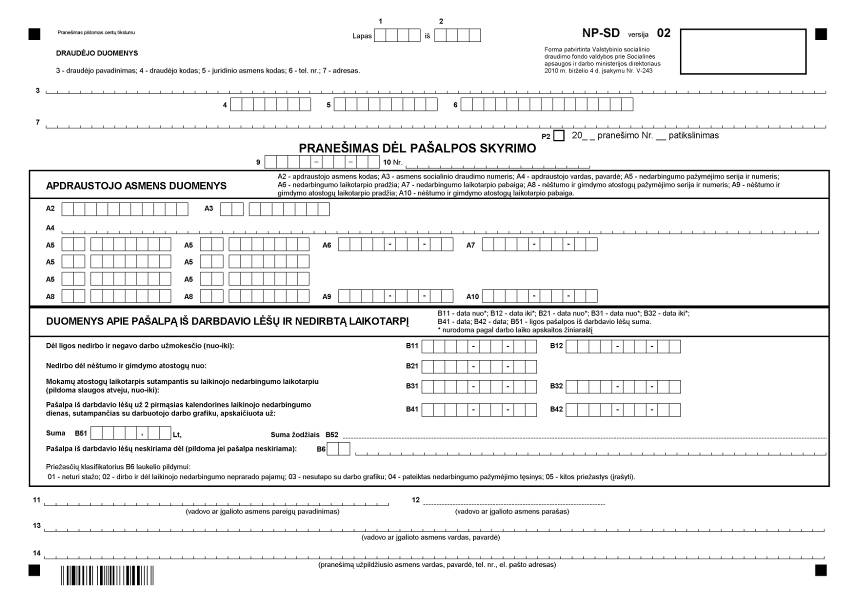 1 2
Pranešimas pildomas centų tikslumu
Lapas iš
NP-SD versija 02
DRAUDĖJO DUOMENYS
Forma patvirtinta Valstybinio socialinio
draudimo fondo valdybos prie Socialinės
apsaugos ir darbo ministerijos direktoriaus
2010 m. birželio 4 d. įsakymu Nr. V-243
3 - draudėjo pavadinimas; 4 - draudėjo kodas; 5 - juridinio asmens kodas; 6 - tel. nr.; 7 - adresas.
3
4 5 6
7
P2 20_ _ pranešimo Nr. __ patikslinimas
PRANEŠIMAS DĖL PAŠALPOS SKYRIMO
9 – – 10 Nr.
APDRAUSTOJO ASMENS DUOMENYS
A2 - apdraustojo asmens kodas; A3 - asmens socialinio draudimo numeris; A4 - apdraustojo vardas, pavardė; A5 - nedarbingumo pažymėjimo serija ir numeris;
A6 - nedarbingumo laikotarpio pradžia; A7 - nedarbingumo laikotarpio pabaiga; A8 - nėštumo ir gimdymo atostogų pažymėjimo serija ir numeris; A9 - nėštumo ir
gimdymo atostogų laikotarpio pradžia; A10 - nėštumo ir gimdymo atostogų laikotarpio pabaiga.
A2 A3
A4
A5 A5 A6 - - A7 - -
A5 A5
A5 A5
A8 A8 A9 - - A10 - -
DUOMENYS APIE PAŠALPĄ IŠ DARBDAVIO LĖŠŲ IR NEDIRBTĄ LAIKOTARPĮ
B11 - data nuo*; B12 - data iki*; B21 - data nuo*; B31 - data nuo*; B32 - data iki*;
B41 - data; B42 - data; B51 - ligos pašalpos iš darbdavio lėšų suma.
* nurodoma pagal darbo laiko apskaitos žiniaraštį
Dėl ligos nedirbo ir negavo darbo užmokesčio (nuo-iki): B11 - - B12 - -
Nedirbo dėl nėštumo ir gimdymo atostogų nuo: B21 - -
Mokamų atostogų laikotarpis sutampantis su laikinojo nedarbingumo laikotarpiu
(pildoma slaugos atveju, nuo-iki): B31 - - B32 - -
Pašalpa iš darbdavio lėšų už 2 pirmąsias kalendorines laikinojo nedarbingumo
dienas, sutampančias su darbuotojo darbo grafiku, apskaičiuota už: B41 - - B42 - -
Suma B51 , Lt, Suma žodžiais B52
Pašalpa iš darbdavio lėšų neskiriama dėl (pildoma jei pašalpa neskiriama): B6
Priežasčių klasifikatorius B6 laukelio pildymui:
01 - neturi stažo; 02 - dirbo ir dėl laikinojo nedarbingumo neprarado pajamų; 03 - nesutapo su darbo grafiku; 04 - pateiktas nedarbingumo pažymėjimo tęsinys; 05 - kitos priežastys (įrašyti).
11 12
(vadovo ar įgalioto asmens pareigų pavadinimas) (vadovo ar įgalioto asmens parašas)
13
(vadovo ar įgalioto asmens vardas, pavardė)
14
(pranešimą užpildžiusio asmens vardas, pavardė, tel. nr., el. pašto adresas)